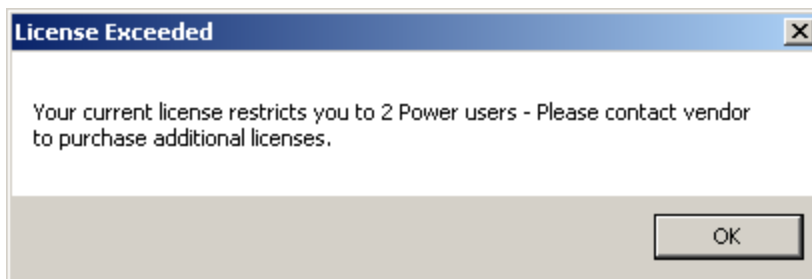 License Exceeded
Your current license restricts you to 2 Power users - Please contact vendor
to purchase additional licenses.
OK